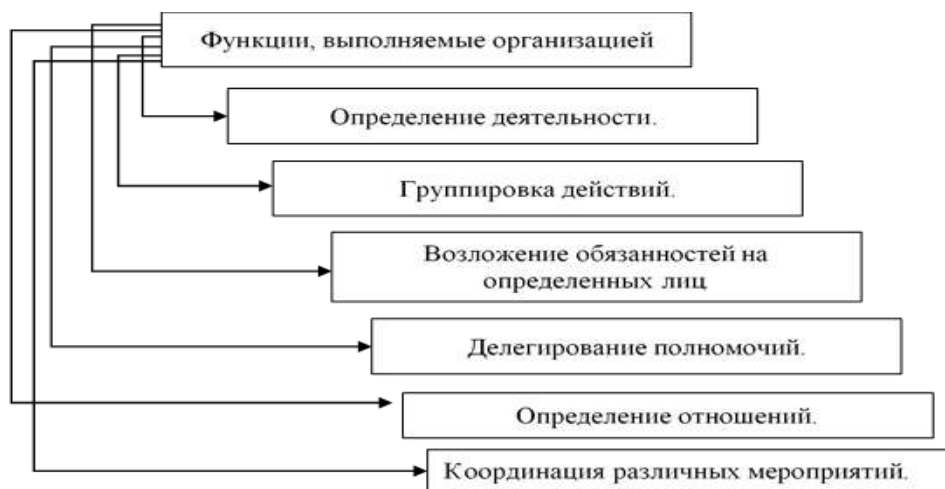 Функции, выполняемые организацией
Определение деятельности.
Группировка действий.
Возложение обязанностей на
определенных лиц
Делегирование полномочий.
Определение отношений.
Координация различных мероприятий.